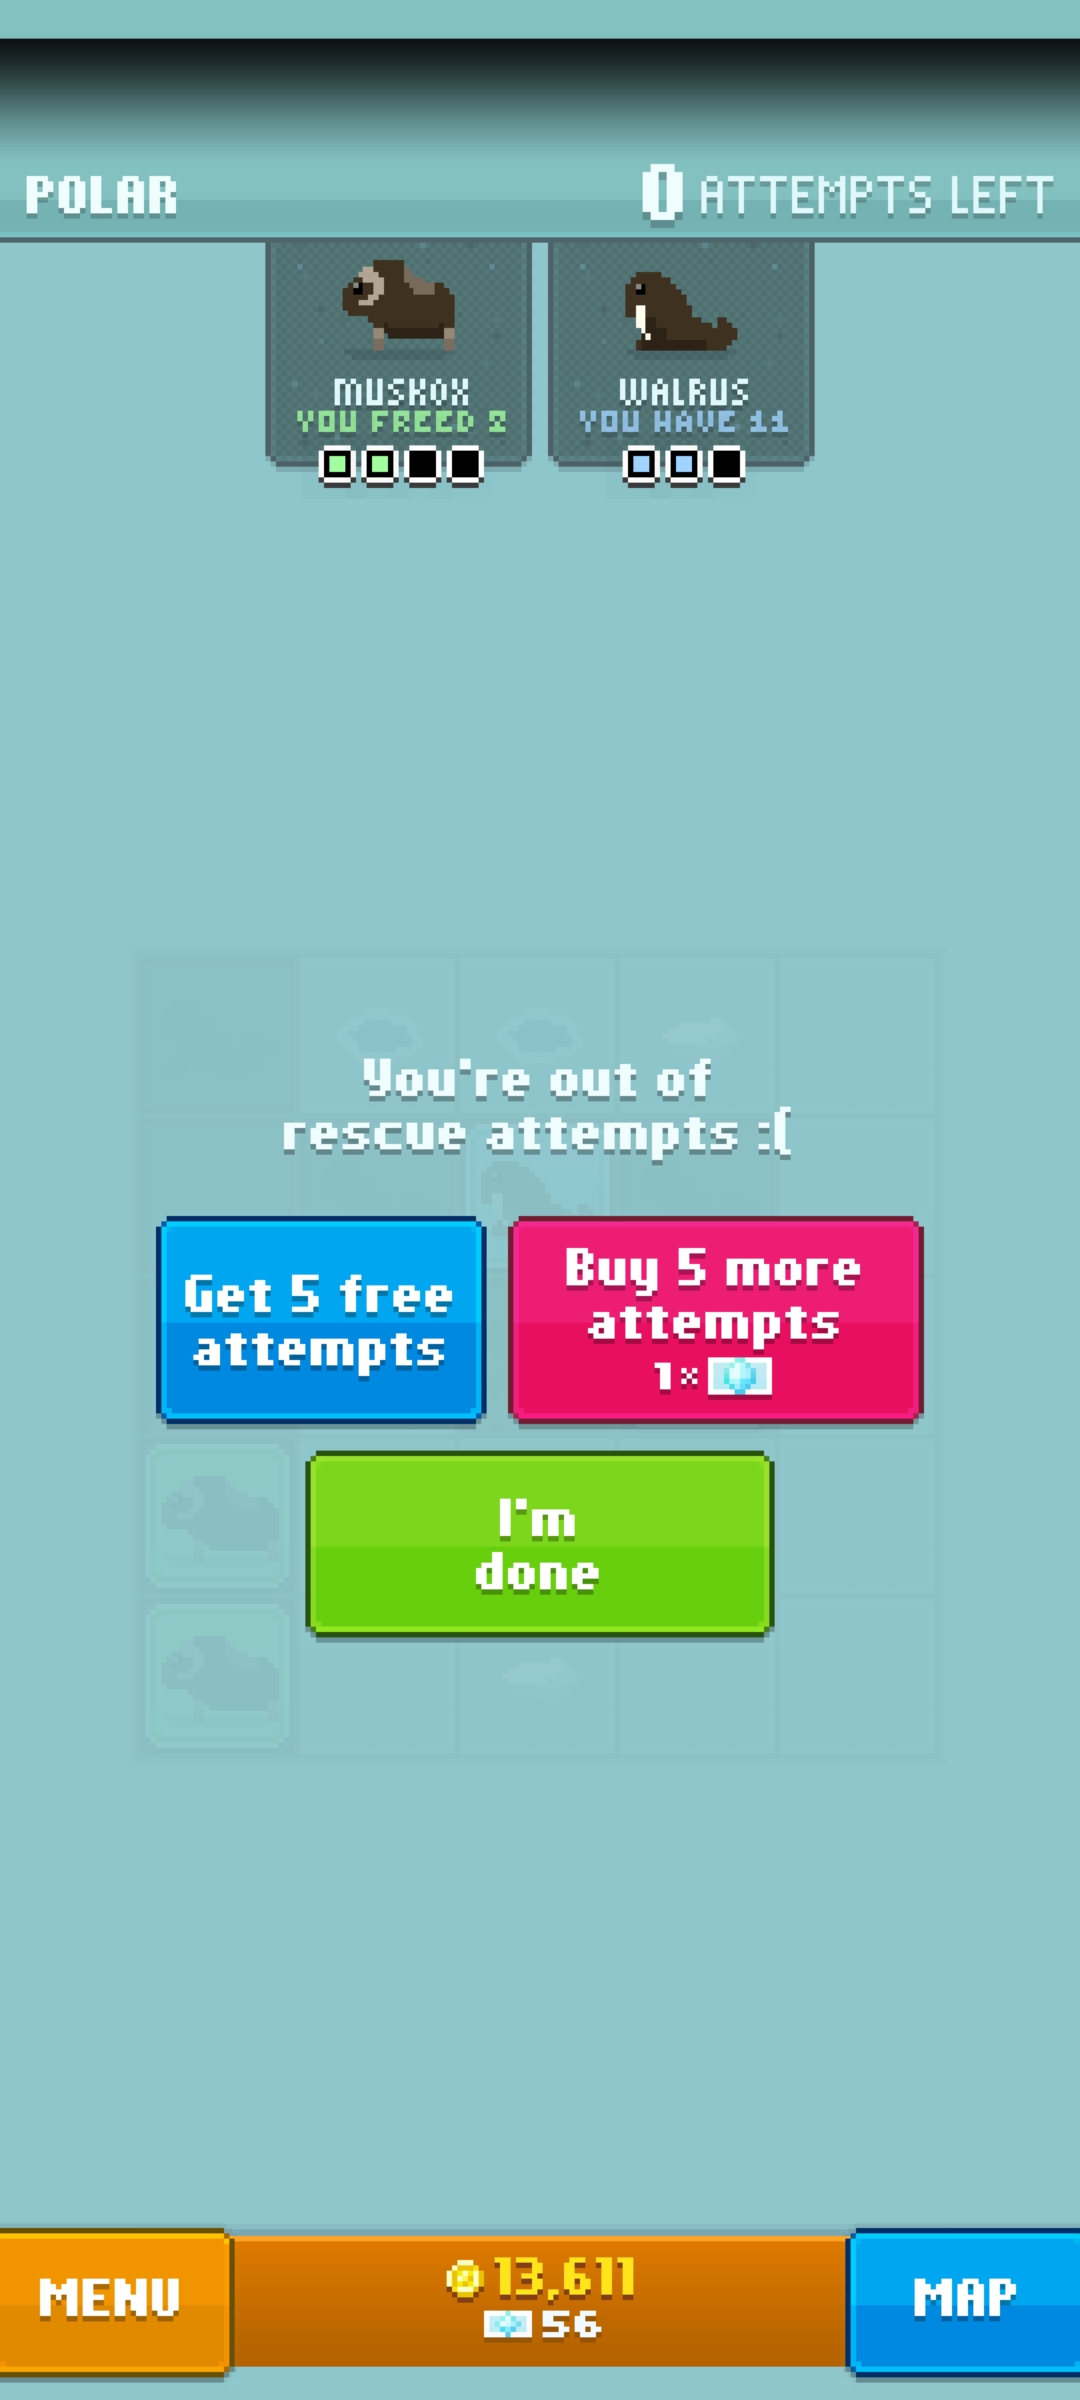 POLAR
0 ATTEMPTS LEFT
MUSKOX
YOU FREED 2
WALRUS
YOU HAVE 11
You're out of
rescue attempts :(
Get 5 free
attempts
Buy 5 more
attempts
1×
I'm
done
MENU
13,611
56
MAP